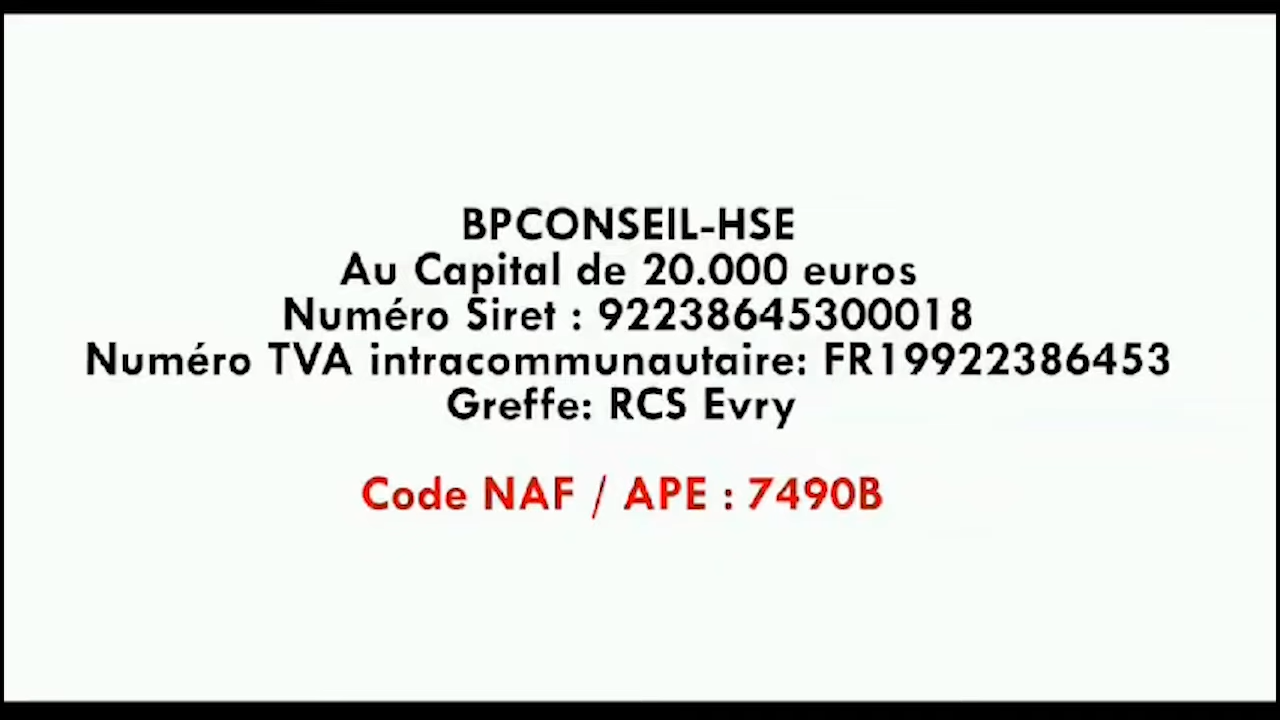 BPCONSEIL-HSE
Au Capital de 20.000 euros
Numéro Siret : 92238645300018
Numéro TVA intracommunautaire: FR19922386453
Greffe: RCS Evry
Code NAF / APE : 7490B